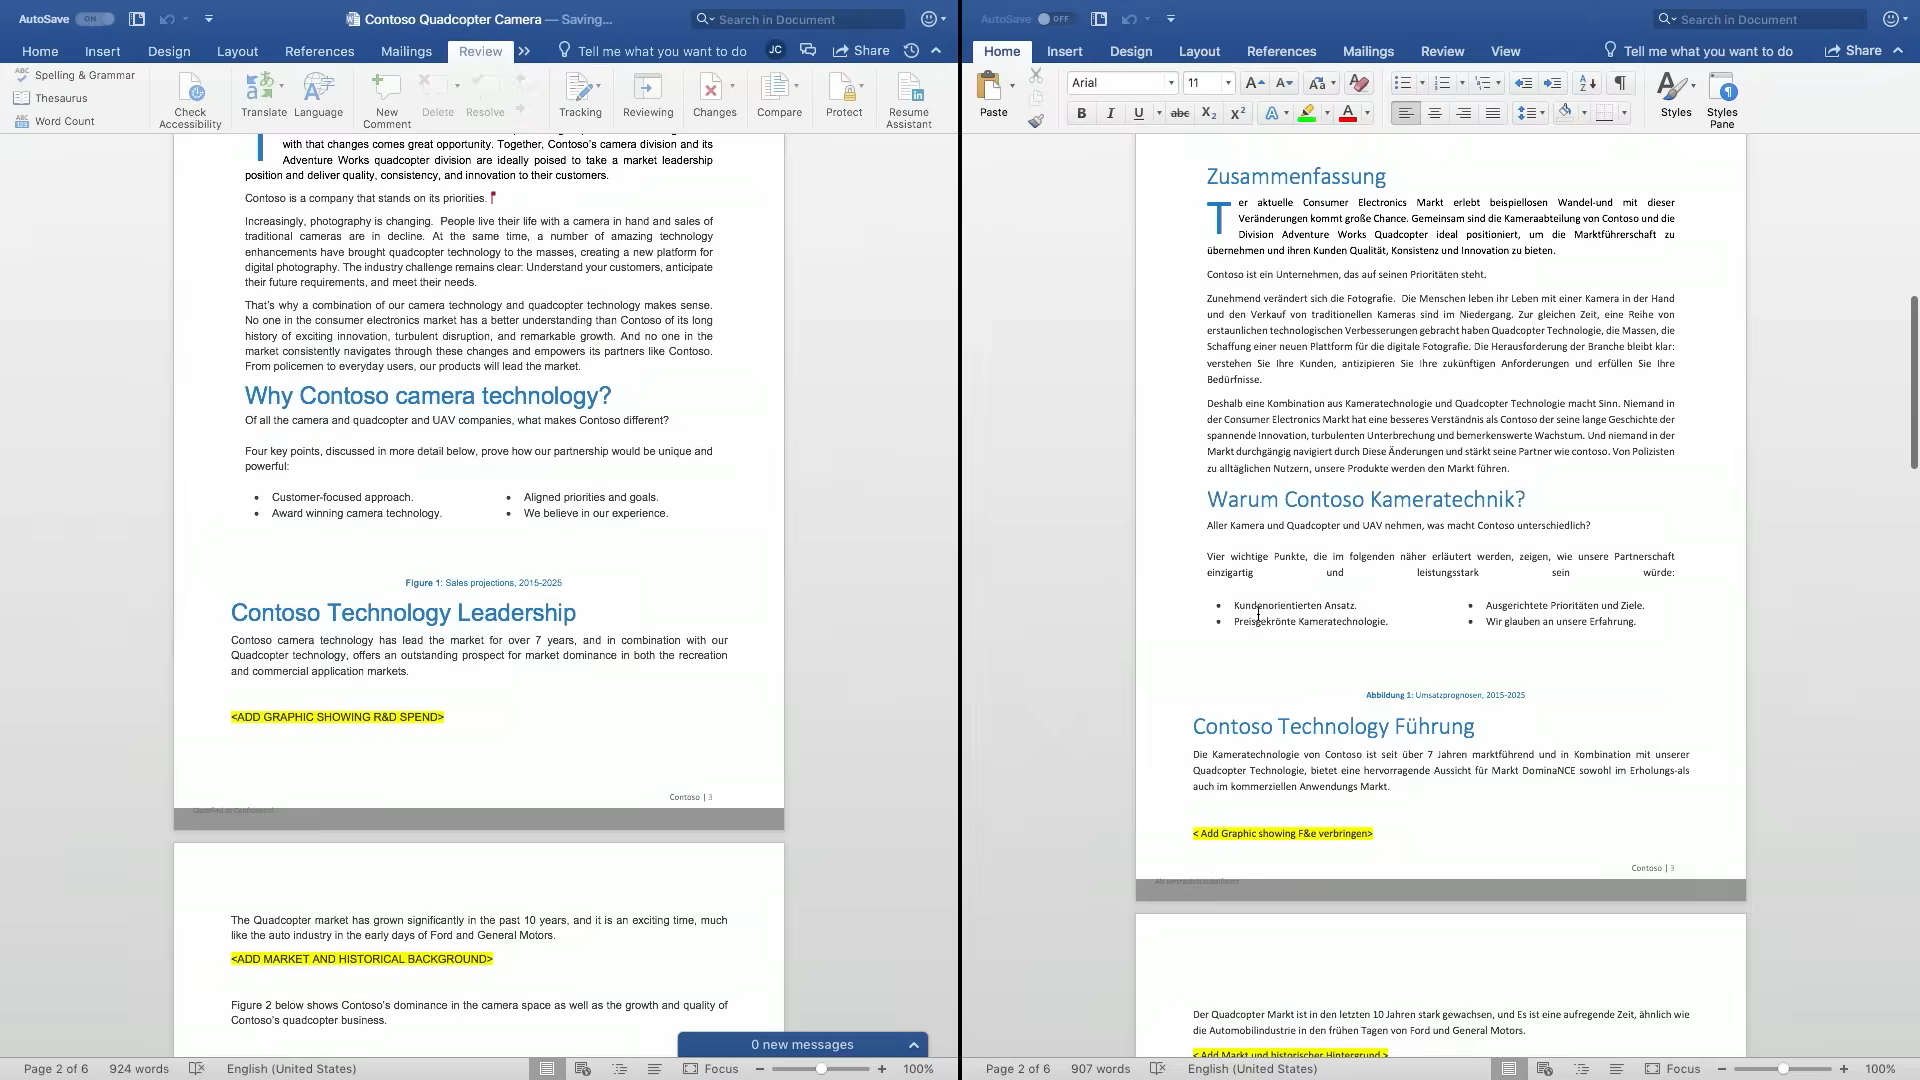 AutoSave ON
Contoso Quadcopter Camera — Saving...
Search in Document
Home Insert Design Layout References Mailings Review Tell me what you want to do JC Share
Spelling & Grammar
Thesaurus
Word Count
Check Accessibility
Translate
Language
New Comment
Delete
Resolve
Tracking
Reviewing
Changes
Compare
Protect
Resume Assistant
with that changes comes great opportunity. Together, Contoso's camera division and its
Adventure Works quadcopter division are ideally poised to take a market leadership
position and deliver quality, consistency, and innovation to their customers.
Contoso is a company that stands on its priorities.
Increasingly, photography is changing. People live their life with a camera in hand and sales of
traditional cameras are in decline. At the same time, a number of amazing technology
enhancements have brought quadcopter technology to the masses, creating a new platform for
digital photography. The industry challenge remains clear: Understand your customers, anticipate
their future requirements, and meet their needs.
That's why a combination of our camera technology and quadcopter technology makes sense.
No one in the consumer electronics market has a better understanding than Contoso of its long
history of exciting innovation, turbulent disruption, and remarkable growth. And no one in the
market consistently navigates through these changes and empowers its partners like Contoso.
From policemen to everyday users, our products will lead the market.
Why Contoso camera technology?
Of all the camera and quadcopter and UAV companies, what makes Contoso different?
Four key points, discussed in more detail below, prove how our partnership would be unique and
powerful:
• Customer-focused approach.
• Award winning camera technology.
• Aligned priorities and goals.
• We believe in our experience.
Figure 1: Sales projections, 2015-2025
Contoso Technology Leadership
Contoso camera technology has lead the market for over 7 years, and in combination with our
Quadcopter technology, offers an outstanding prospect for market dominance in both the recreation
and commercial application markets.
<ADD GRAPHIC SHOWING R&D SPEND>
Contoso | 3
Classified as Confidential
The Quadcopter market has grown significantly in the past 10 years, and it is an exciting time, much
like the auto industry in the early days of Ford and General Motors.
<ADD MARKET AND HISTORICAL BACKGROUND>
Figure 2 below shows Contoso's dominance in the camera space as well as the growth and quality of
Contoso's quadcopter business.
0 new messages
Page 2 of 6 924 words English (United States) Focus 100%
AutoSave OFF
Search in Document
Home Insert Design Layout References Mailings Review View Tell me what you want to do Share
Paste
Arial 11
Styles
Styles Pane
Zusammenfassung
Ter aktuelle Consumer Electronics Markt erlebt beispiellosen Wandel-und mit dieser
Veränderungen kommt große Chance. Gemeinsam sind die Kameraabteilung von Contoso und die
Division Adventure Works Quadcopter ideal positioniert, um die Marktführerschaft zu
übernehmen und ihren Kunden Qualität, Konsistenz und Innovation zu bieten.
Contoso ist ein Unternehmen, das auf seinen Prioritäten steht.
Zunehmend verändert sich die Fotografie. Die Menschen leben ihr Leben mit einer Kamera in der Hand
und den Verkauf von traditionellen Kameras sind im Niedergang. Zur gleichen Zeit, eine Reihe von
erstaunlichen technologischen Verbesserungen gebracht haben Quadcopter Technologie, die Massen, die
Schaffung einer neuen Plattform für die digitale Fotografie. Die Herausforderung der Branche bleibt klar:
verstehen Sie Ihre Kunden, antizipieren Sie Ihre zukünftigen Anforderungen und erfüllen Sie Ihre
Bedürfnisse.
Deshalb eine Kombination aus Kameratechnologie und Quadcopter Technologie macht Sinn. Niemand in
der Consumer Electronics Markt hat eine besseres Verständnis als Contoso der seine lange Geschichte der
spannende Innovation, turbulenten Unterbrechung und bemerkenswerte Wachstum. Und niemand in der
Markt durchgängig navigiert durch Diese Änderungen und stärkt seine Partner wie contoso. Von Polizisten
zu alltäglichen Nutzern, unsere Produkte werden den Markt führen.
Warum Contoso Kameratechnik?
Aller Kamera und Quadcopter und UAV nehmen, was macht Contoso unterschiedlich?
Vier wichtige Punkte, die im folgenden näher erläutert werden, zeigen, wie unsere Partnerschaft
einzigartig und leistungsstark sein würde:
• Kundenorientierten Ansatz.
• Preisgekrönte Kameratechnologie.
• Ausgerichtete Prioritäten und Ziele.
• Wir glauben an unsere Erfahrung.
Abbildung 1: Umsatzprognosen, 2015-2025
Contoso Technology Führung
Die Kameratechnologie von Contoso ist seit über 7 Jahren marktführend und in Kombination mit unserer
Quadcopter Technologie, bietet eine hervorragende Aussicht für Markt DominaNCE sowohl im Erholungs-als
auch im kommerziellen Anwendungs Markt.
< Add Graphic showing F&e verbringen>
Contoso | 3
Der Quadcopter Markt ist in den letzten 10 Jahren stark gewachsen, und Es ist eine aufregende Zeit, ähnlich wie
die Automobilindustrie in den frühen Tagen von Ford und General Motors.
< Add Markt und historischer Hintergrund >
Page 2 of 6 907 words English (United States) Focus 100%